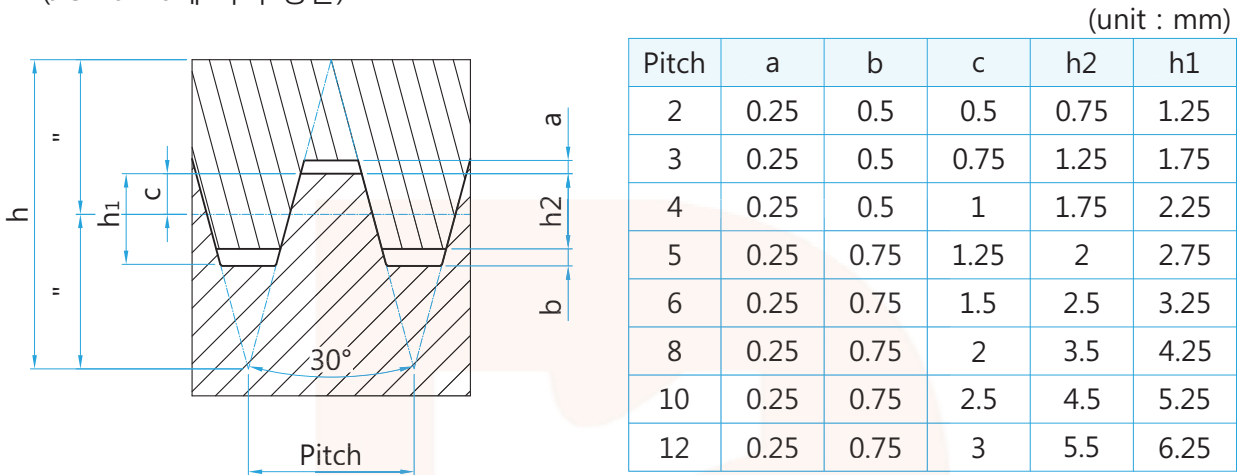 (unit : mm)
Pitch a b c h2 h1
2 0.25 0.5 0.5 0.75 1.25
3 0.25 0.5 0.75 1.25 1.75
4 0.25 0.5 1 1.75 2.25
5 0.25 0.75 1.25 2 2.75
6 0.25 0.75 1.5 2.5 3.25
8 0.25 0.75 2 3.5 4.25
10 0.25 0.75 2.5 4.5 5.25
12 0.25 0.75 3 5.5 6.25
h
"
"
h1
c
a
h2
b
30°
Pitch